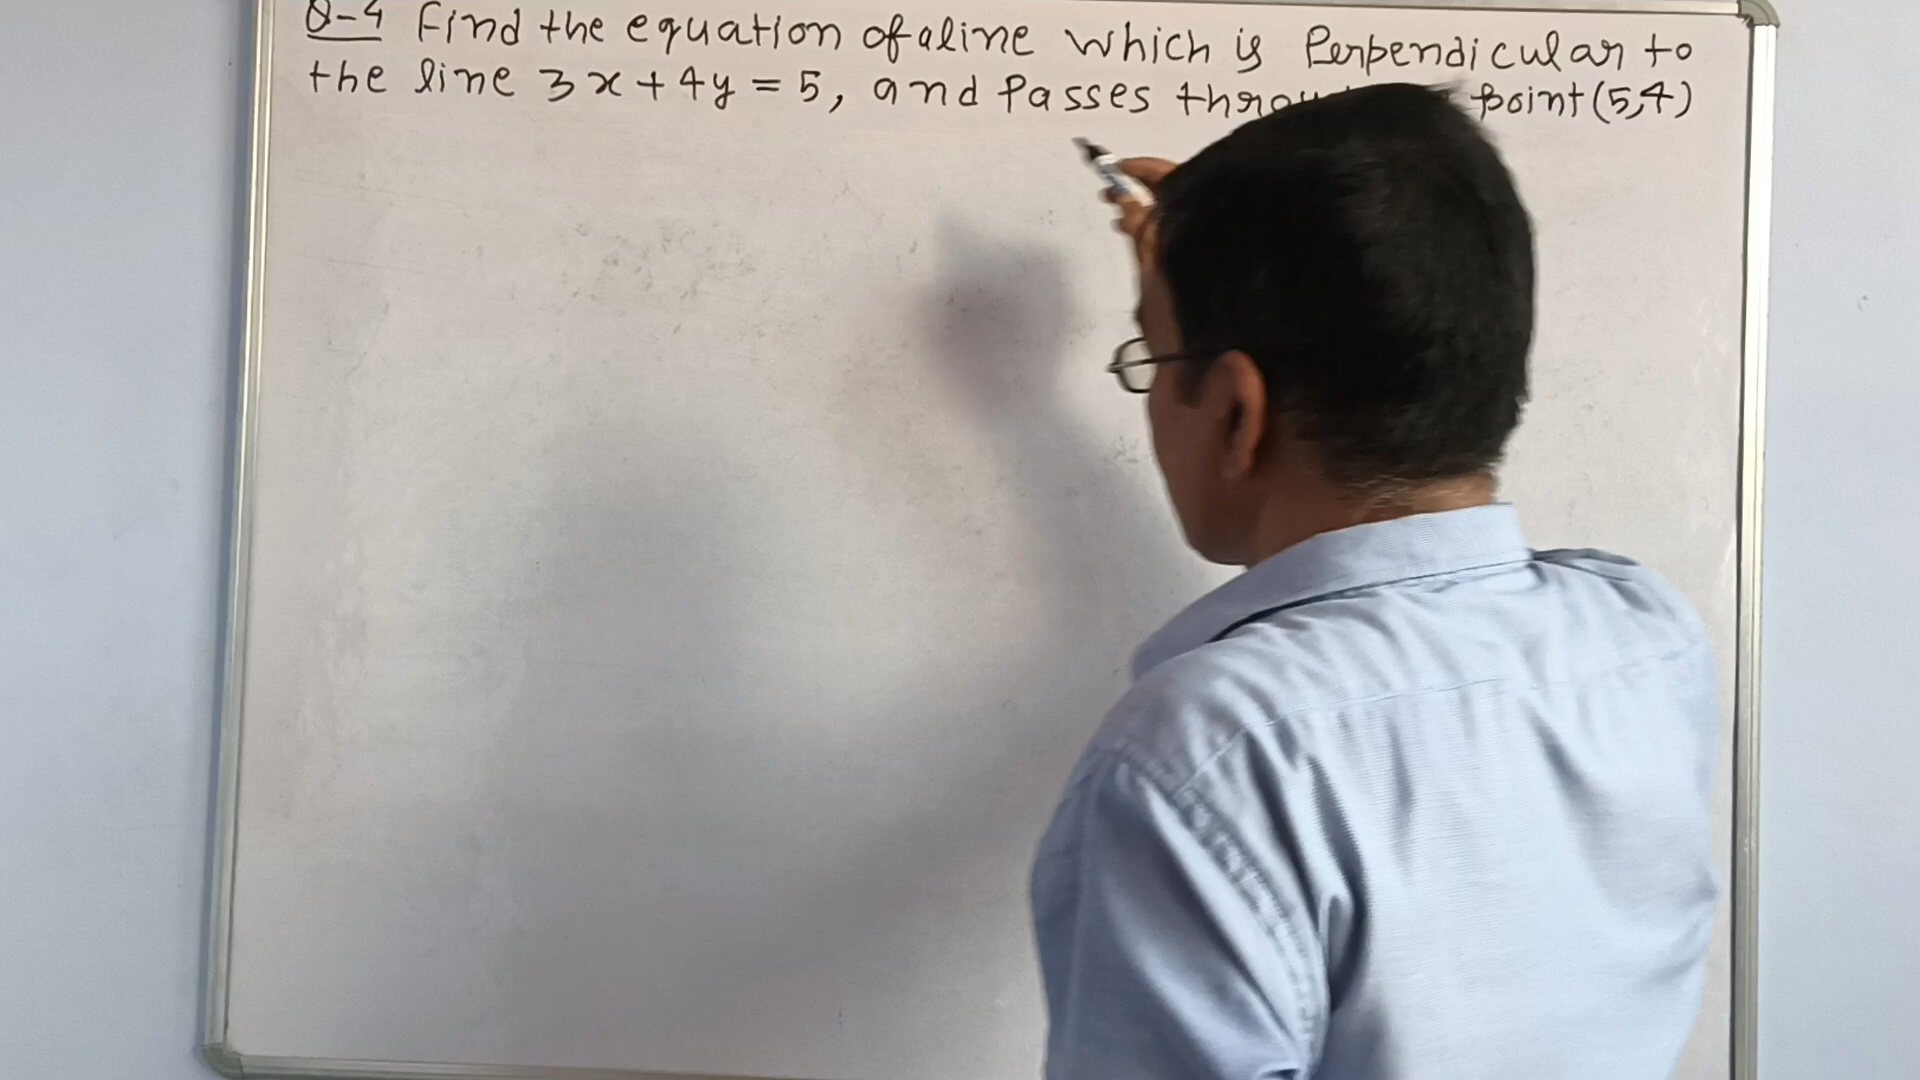 Q-4 Find the equation of a line which is Perpendicular to
the line 3x+4y=5, and Passes point (5,4)